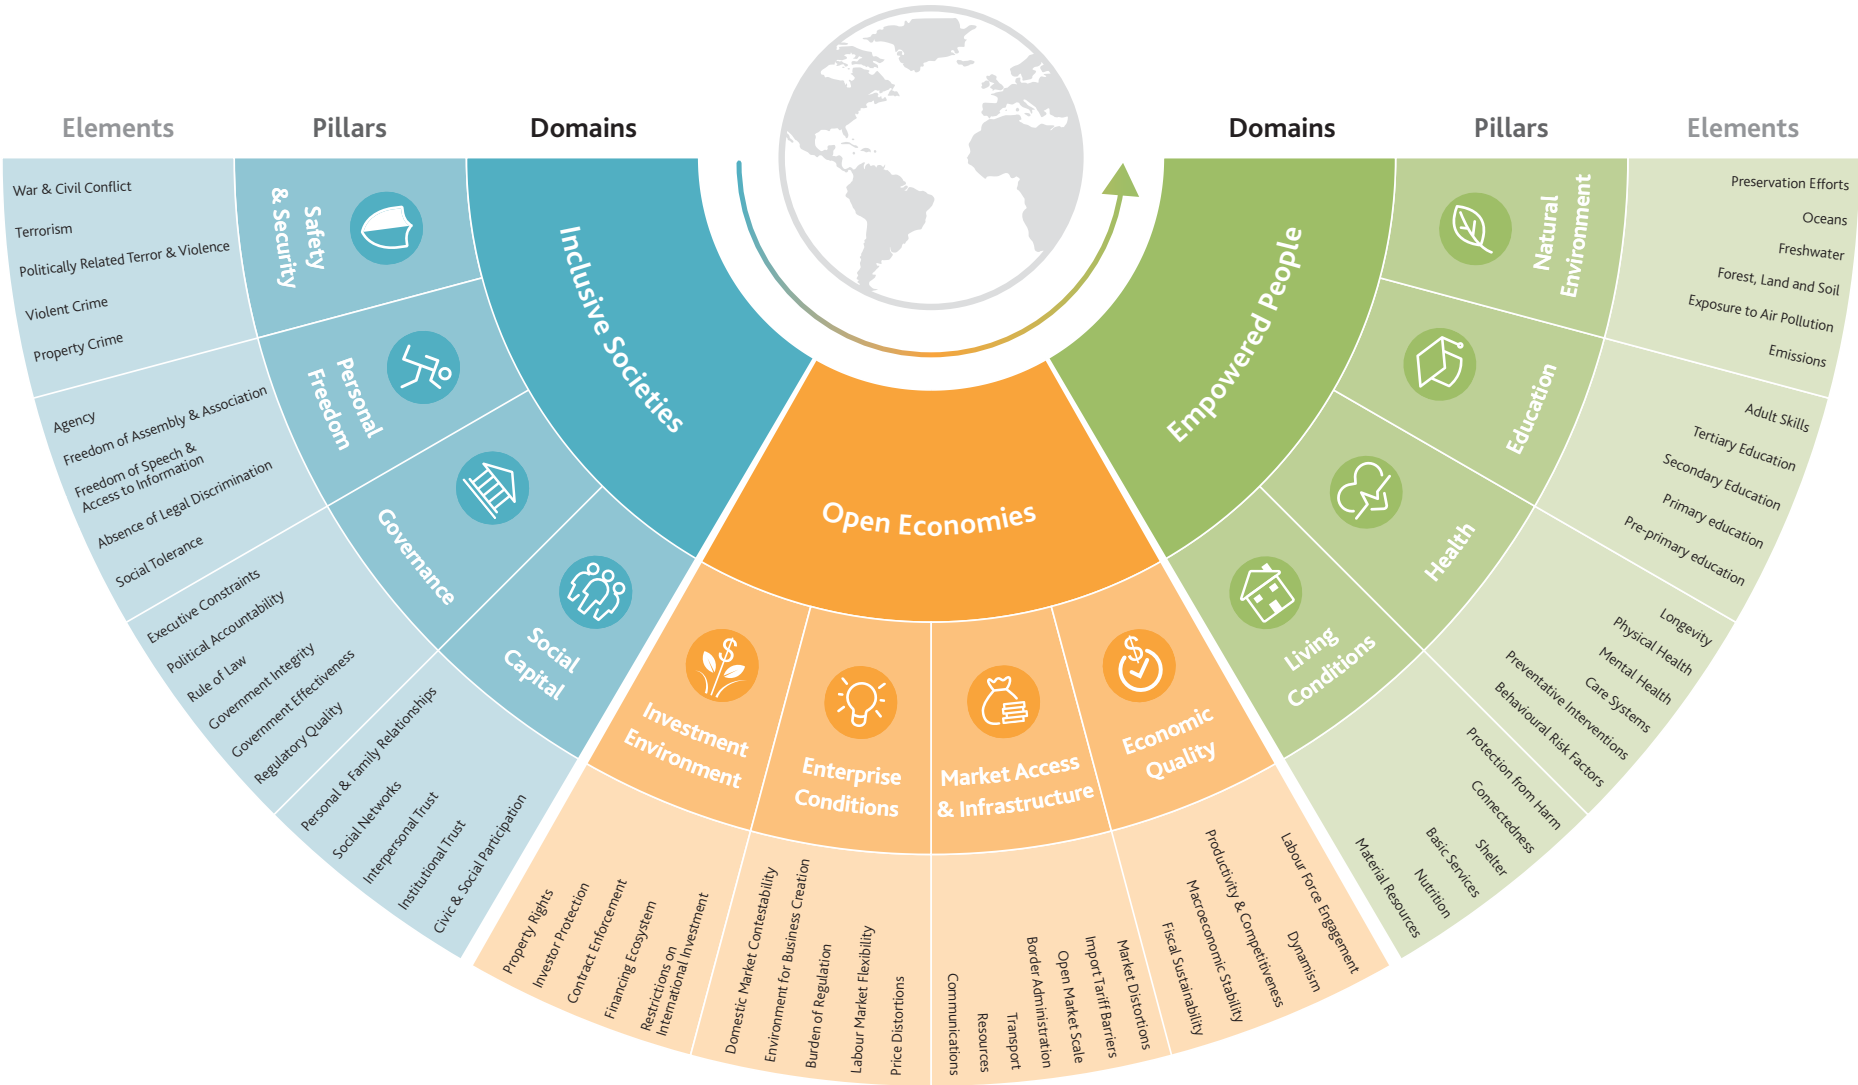 Elements
Pillars
Domains
Domains
Pillars
Elements
Inclusive Societies
Safety
& Security
War & Civil Conflict
Terrorism
Politically Related Terror & Violence
Violent Crime
Property Crime
Personal
Freedom
Agency
Freedom of Assembly & Association
Freedom of Speech &
Access to Information
Absence of Legal Discrimination
Social Tolerance
Governance
Executive Constraints
Political Accountability
Rule of Law
Government Integrity
Government Effectiveness
Regulatory Quality
Social
Capital
Personal & Family Relationships
Social Networks
Interpersonal Trust
Institutional Trust
Civic & Social Participation
Open Economies
Investment
Environment
Property Rights
Investor Protection
Contract Enforcement
Financing Ecosystem
Restrictions on
International Investment
Enterprise
Conditions
Domestic Market Contestability
Environment for Business Creation
Burden of Regulation
Labour Market Flexibility
Price Distortions
Market Access
& Infrastructure
Communications
Resources
Transport
Border Administration
Open Market Scale
Import Tariff Barriers
Market Distortions
Economic
Quality
Fiscal Sustainability
Macroeconomic Stability
Productivity & Competitiveness
Dynamism
Labour Force Engagement
Empowered People
Living
Conditions
Material Resources
Nutrition
Basic Services
Shelter
Connectedness
Protection from Harm
Health
Behavioural Risk Factors
Preventative Interventions
Care Systems
Mental Health
Physical Health
Longevity
Education
Pre-primary education
Primary education
Secondary Education
Tertiary Education
Adult Skills
Natural
Environment
Emissions
Exposure to Air Pollution
Forest, Land and Soil
Freshwater
Oceans
Preservation Efforts